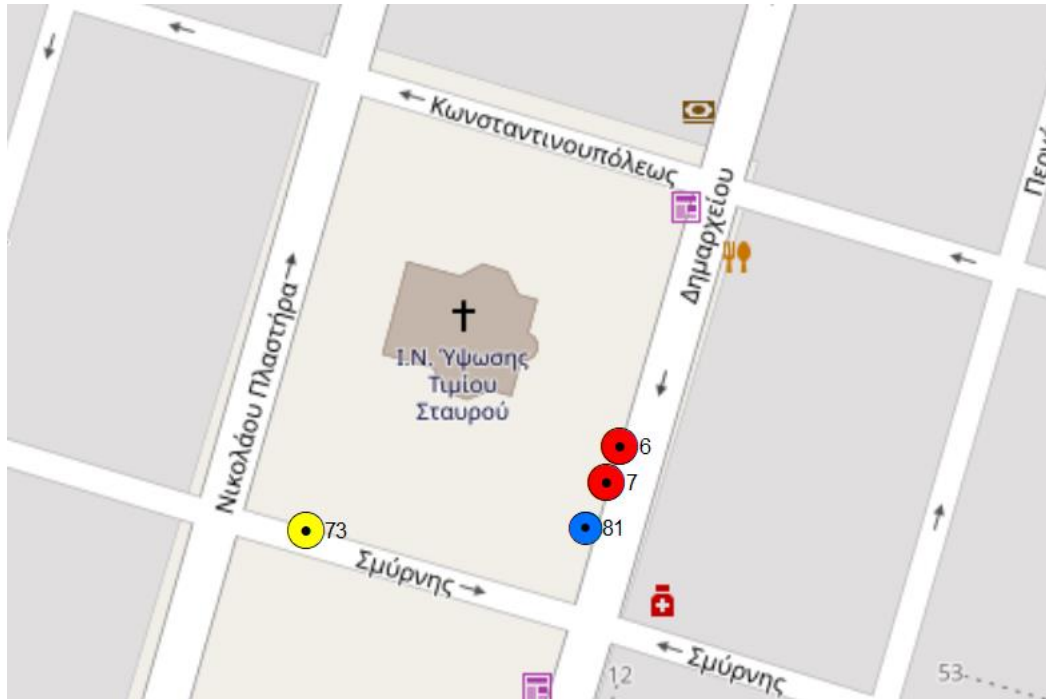 Κωνσταντινουπόλεως
Δημαρχείου
Νικολάου Πλαστήρα
Ι.Ν. Ύψωσης
Τιμίου
Σταυρού
6
7
73
81
Σμύρνης
Σμύρνης
12
53